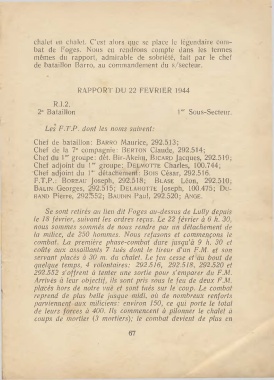 chalet en chalet. C'est alors que se place le légendaire com-
bat de Foges. Nous en rendrons compte dans les termes
mêmes du rapport, admirable de sobriété, fait par le chef
de bataillon Barro, au commandement du s/secteur.
RAPPORT DU 22 FEVRIER 1944
R.I.2.
2e Bataillon 1er Sous-Secteur.
Les F.T.P. dont les noms suivent:
Chef de bataillon: BARRO Maurice, 292.513;
Chef de la 7e compagnie: BERTON Claude, 292.514;
Chef du 1er groupe: dét. Bir-Akeim, RICARD Jacques, 292.519;
Chef adjoint du 1er groupe: DELMOTTE Charles, 100.744;
Chef adjoint du 1er détachement: BOIS César, 292.516.
F.T.P.: BOREAU Joseph, 292.518; BLASE Léon, 292.510;
BALIN Georges, 292.515; DELMOTTE Joseph, 100.475; DU-
RAND Pierre, 292.552; BAUDIN Paul, 292.520; ANGE.
Se sont retirés au lieu dit Foges au-dessus de Lully depuis
le 18 février, suivant les ordres reçus. Le 22 février à 6 h. 30,
nous sommes sommés de nous rendre par un détachement de
la milice, de 250 hommes. Nous refusons et commençons le
combat. La première phase-combat dure jusqu'à 9 h. 30 et
coûte aux assaillants 7 tués dont le tireur d'un F.M. et son
servant placés à 30 m. du chalet. Le feu cesse et au bout de
quelque temps, 4 volontaires: 292.516, 292.518, 292.520 et
292.552 s'offrent à tenter une sortie pour s'emparer du F.M.
Arrivés à leur objectif, ils sont pris sous le feu de deux F.M.
placés hors de notre vue et sont tués sur le coup. Le combat
reprend de plus belle jusque midi, où de nombreux renforts
parviennent aux miliciens: environ 150, ce qui porte le total
de leurs forces à 400. Ils commencent à pilonner le chalet à
coups de mortier (3 mortiers); le combat devient de plus en
67